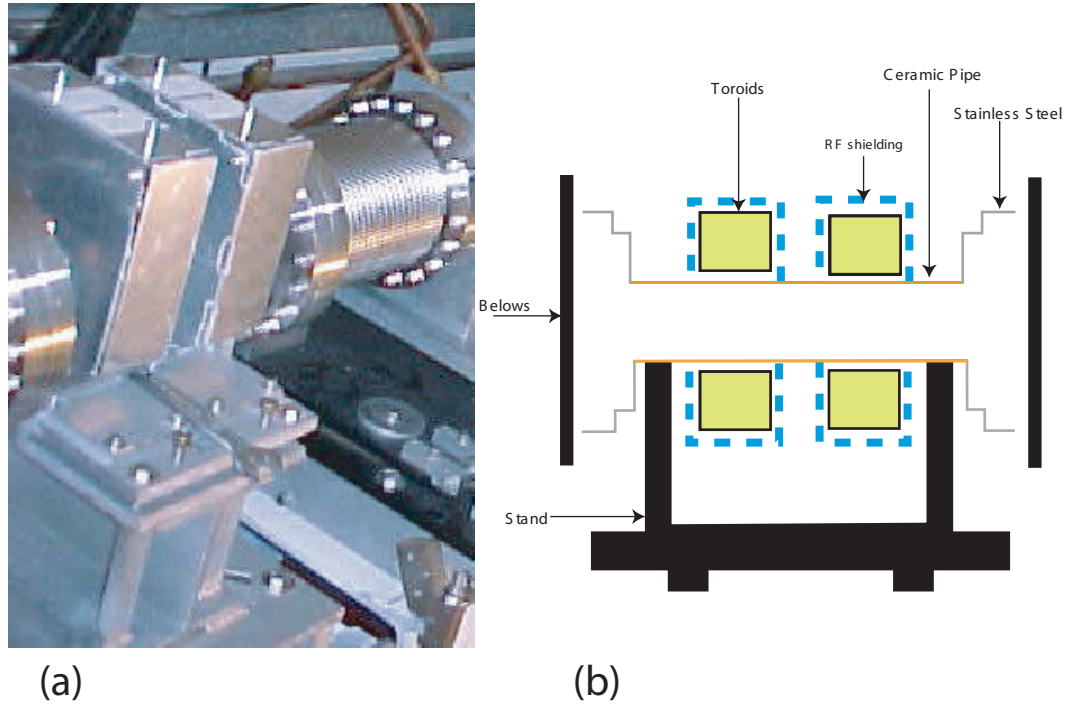 Ceramic Pipe
Toroids
Stainless Steel
RF shielding
Belows
Stand
(a)
(b)